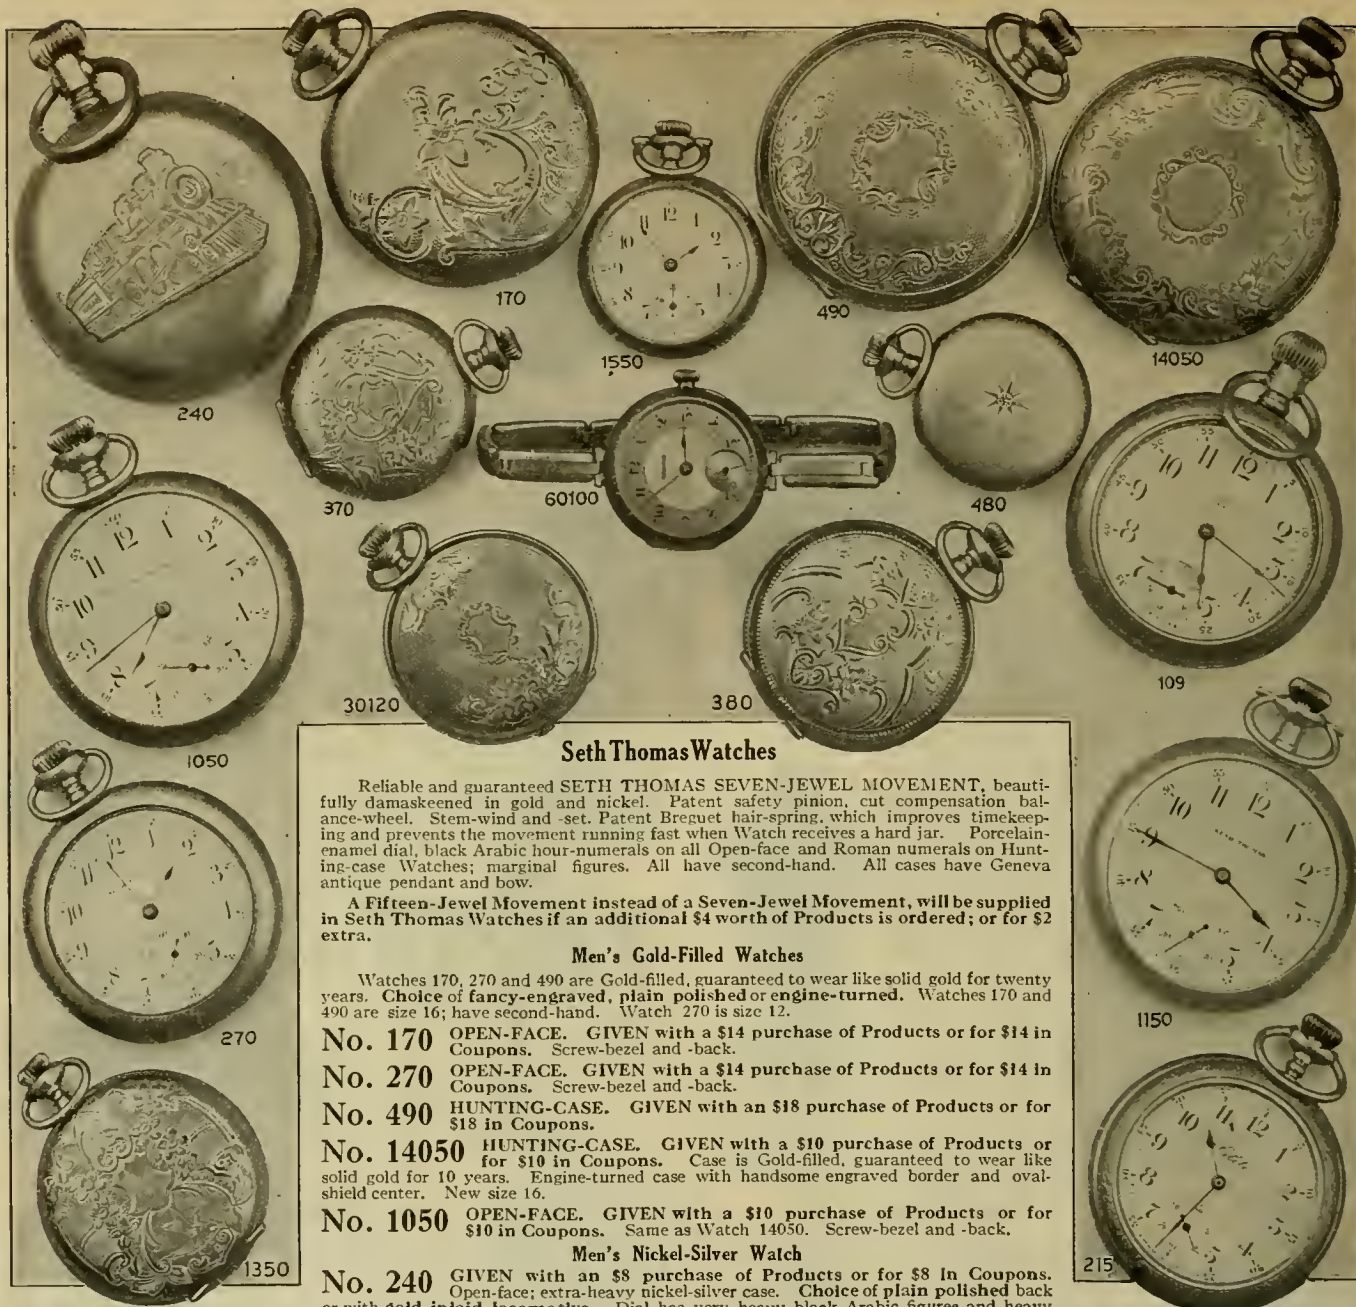 240
170
1550
490
14050
370
60100
480
109
1050
30120
380
270
1150
1350
215
Seth Thomas Watches
Reliable and guaranteed SETH THOMAS SEVEN-JEWEL MOVEMENT, beauti-
fully damaskeened in gold and nickel. Patent safety pinion, cut compensation bal-
ance-wheel. Stem-wind and -set. Patent Breguet hair-spring, which improves timekeep-
ing and prevents the movement running fast when Watch receives a hard jar. Porcelain-
enamel dial, black Arabic hour-numerals on all Open-face and Roman numerals on Hunt-
ing-case Watches; marginal figures. All have second-hand. All cases have Geneva
antique pendant and bow.
A Fifteen-Jewel Movement instead of a Seven-Jewel Movement, will be supplied
in Seth Thomas Watches if an additional $4 worth of Products is ordered; or for $2
extra.
Men's Gold-Filled Watches
Watches 170, 270 and 490 are Gold-filled, guaranteed to wear like solid gold for twenty
years. Choice of fancy-engraved, plain polished or engine-turned. Watches 170 and
490 are size 16; have second-hand. Watch 270 is size 12.
No. 170 OPEN-FACE. GIVEN with a $14 purchase of Products or for $14 in
Coupons. Screw-bezel and -back.
No. 270 OPEN-FACE. GIVEN with a $14 purchase of Products or for $14 in
Coupons. Screw-bezel and -back.
No. 490 HUNTING-CASE. GIVEN with an $18 purchase of Products or for
$18 in Coupons.
No. 14050 HUNTING-CASE. GIVEN with a $10 purchase of Products or
for $10 in Coupons. Case is Gold-filled, guaranteed to wear like
solid gold for 10 years. Engine-turned case with handsome engraved border and oval-
shield center. New size 16.
No. 1050 OPEN-FACE. GIVEN with a $10 purchase of Products or for
$10 in Coupons. Same as Watch 14050. Screw-bezel and -back.
Men's Nickel-Silver Watch
No. 240 GIVEN with an $8 purchase of Products or for $8 In Coupons.
Open-face; extra-heavy nickel-silver case. Choice of plain polished back
or with gold inlaid locomotive. Dial has very heavy black Arabic figures and heavy